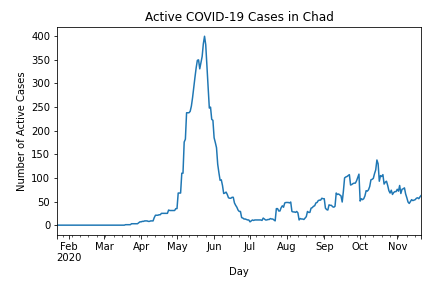 Active COVID-19 Cases in Chad
Number of Active Cases
400
350
300
250
200
150
100
50
0
Feb Mar Apr May Jun Jul Aug Sep Oct Nov
2020
Day